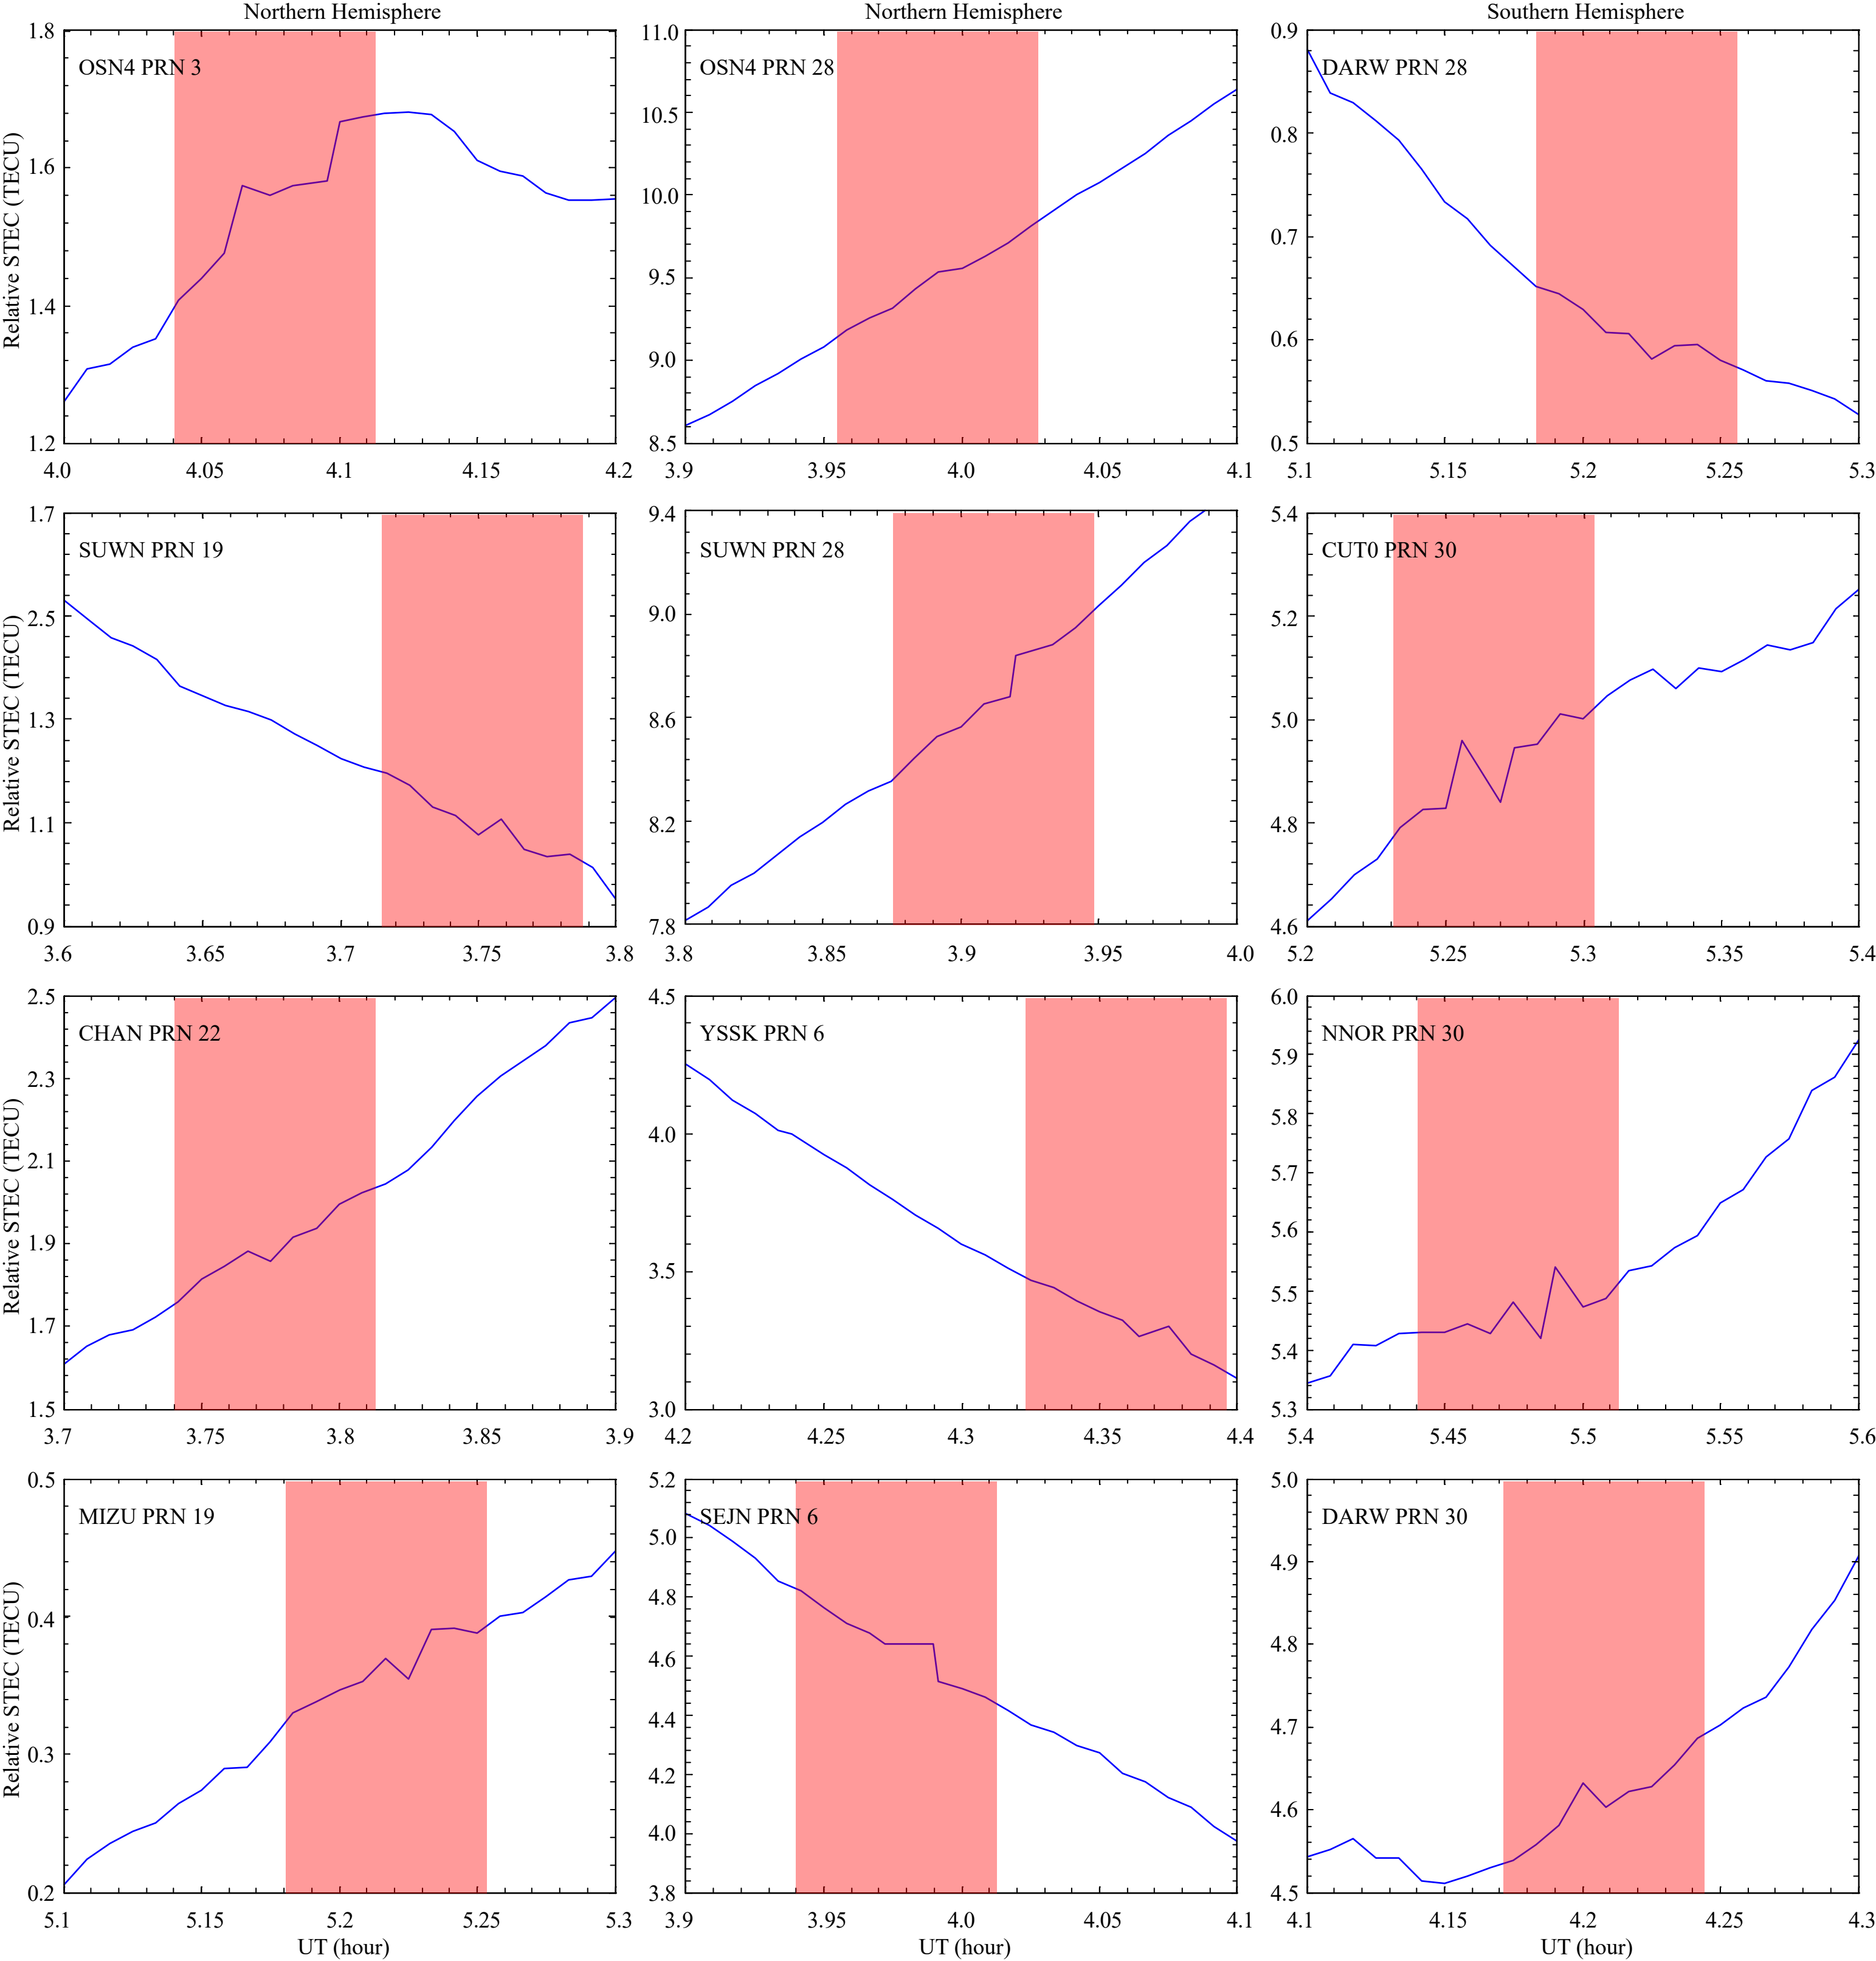 Northern Hemisphere Northern Hemisphere Southern Hemisphere
Relative STEC (TECU)
OSN4 PRN 3
1.8
1.6
1.4
1.2
4.0 4.05 4.1 4.15 4.2
OSN4 PRN 28
11.0
10.5
10.0
9.5
9.0
8.5
3.9 3.95 4.0 4.05 4.1
DARW PRN 28
0.9
0.8
0.7
0.6
0.5
5.1 5.15 5.2 5.25 5.3
Relative STEC (TECU)
SUWN PRN 19
1.7
2.5
1.3
1.1
0.9
3.6 3.65 3.7 3.75 3.8
SUWN PRN 28
9.4
9.0
8.6
8.2
7.8
3.8 3.85 3.9 3.95 4.0
CUT0 PRN 30
5.4
5.2
5.0
4.8
4.6
5.2 5.25 5.3 5.35 5.4
Relative STEC (TECU)
CHAN PRN 22
2.5
2.3
2.1
1.9
1.7
1.5
3.7 3.75 3.8 3.85 3.9
YSSK PRN 6
4.5
4.0
3.5
3.0
4.2 4.25 4.3 4.35 4.4
NNOR PRN 30
6.0
5.9
5.8
5.7
5.6
5.5
5.4
5.3
5.4 5.45 5.5 5.55 5.6
Relative STEC (TECU)
MIZU PRN 19
0.5
0.4
0.3
0.2
5.1 5.15 5.2 5.25 5.3
UT (hour)
SEJN PRN 6
5.2
5.0
4.8
4.6
4.4
4.2
4.0
3.8
3.9 3.95 4.0 4.05 4.1
UT (hour)
DARW PRN 30
5.0
4.9
4.8
4.7
4.6
4.5
4.1 4.15 4.2 4.25 4.3
UT (hour)